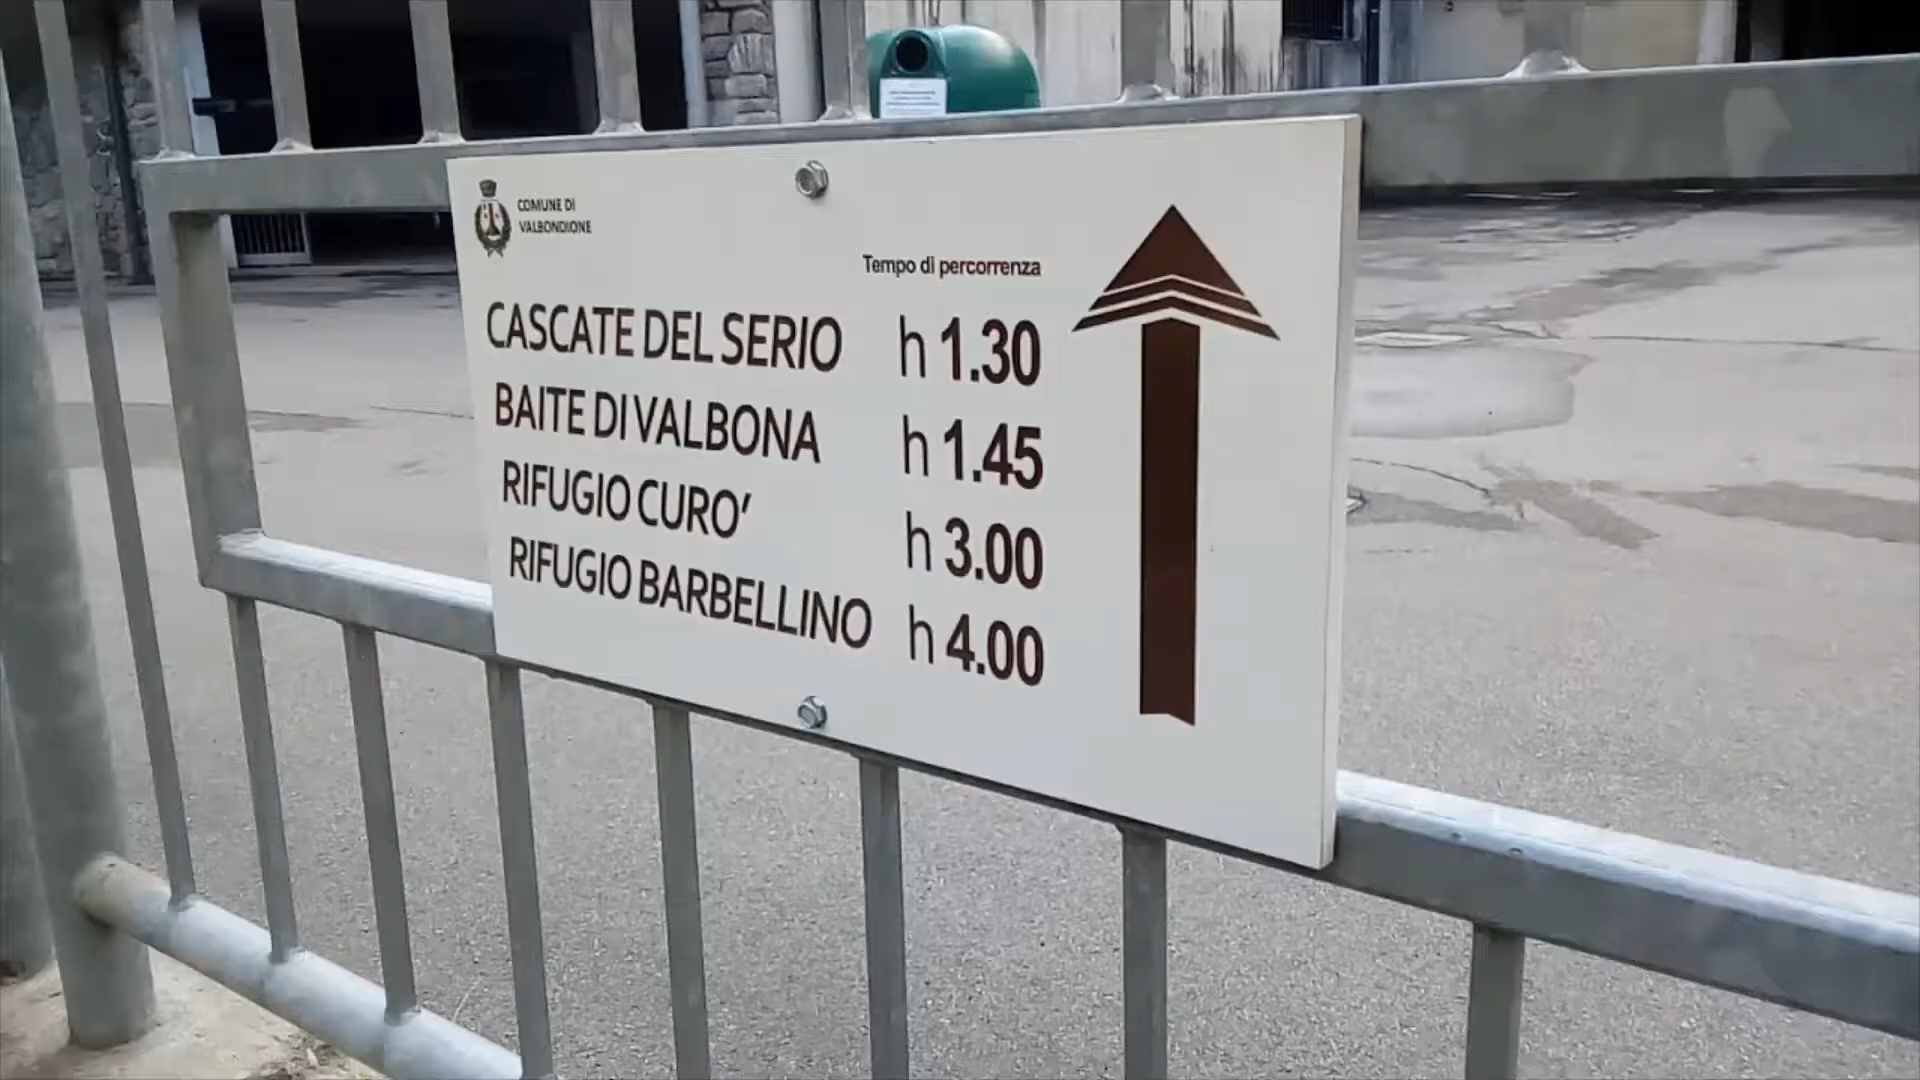 COMUNE DI
VALBONDIONE
Tempo di percorrenza
CASCATE DEL SERIO h 1.30
BAITE DI VALBONA h 1.45
RIFUGIO CURO' h 3.00
RIFUGIO BARBELLINO h 4.00